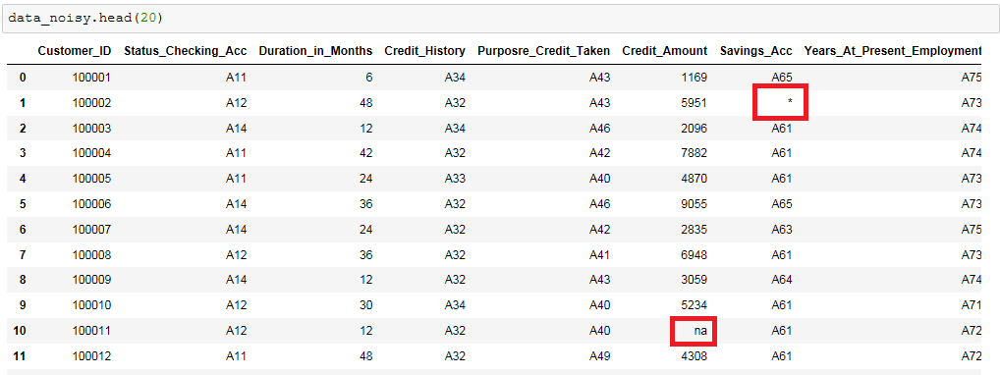 data_noisy.head(20)
Customer_ID Status_Checking_Acc Duration_in_Months Credit_History Purposre_Credit_Taken Credit_Amount Savings_Acc Years_At_Present_Employment
0 100001 A11 6 A34 A43 1169 A65 A75
1 100002 A12 48 A32 A43 5951 * A73
2 100003 A14 12 A34 A46 2096 A61 A74
3 100004 A11 42 A32 A42 7882 A61 A74
4 100005 A11 24 A33 A40 4870 A61 A73
5 100006 A14 36 A32 A46 9055 A65 A73
6 100007 A14 24 A32 A42 2835 A63 A75
7 100008 A12 36 A32 A41 6948 A61 A73
8 100009 A14 12 A32 A43 3059 A64 A74
9 100010 A12 30 A34 A40 5234 A61 A71
10 100011 A12 12 A32 A40 na A61 A72
11 100012 A11 48 A32 A49 4308 A61 A72